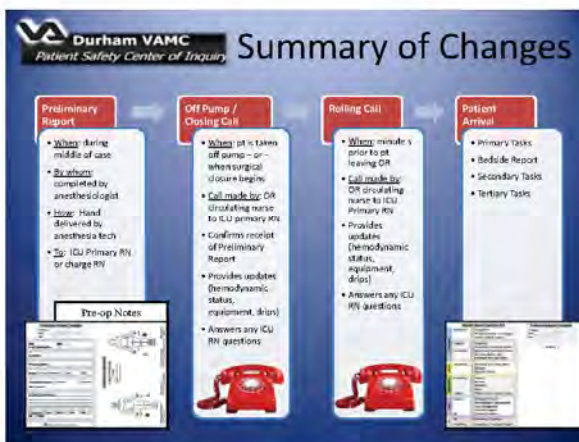 VA Durham VAMC
Patient Safety Center of Inquiry
Summary of Changes
Preliminary
Report
• When: during
middle of case
• By whom:
completed by
anesthesiologist
• How: Hand
delivered by
anesthesia tech
• To: ICU Primary RN
or charge RN
Pre-op Notes
Off Pump /
Closing Call
• When: pt is taken
off pump – or –
when surgical
closure begins
• Call made by: OR
circulating nurse
to ICU primary RN
• Confirms receipt
of Preliminary
Report
• Provides updates
(hemodynamic
status,
equipment, drips)
• Answers any ICU
RN questions
Rolling Call
• When: minute s
prior to pt
leaving OR
• Call made by: OR
circulating
nurse to ICU
Primary RN
• Provides
updates
(hemodynamic
status,
equipment,
drips)
• Answers any ICU
RN questions
Patient
Arrival
• Primary Tasks
• Bedside Report
• Secondary Tasks
• Tertiary Tasks